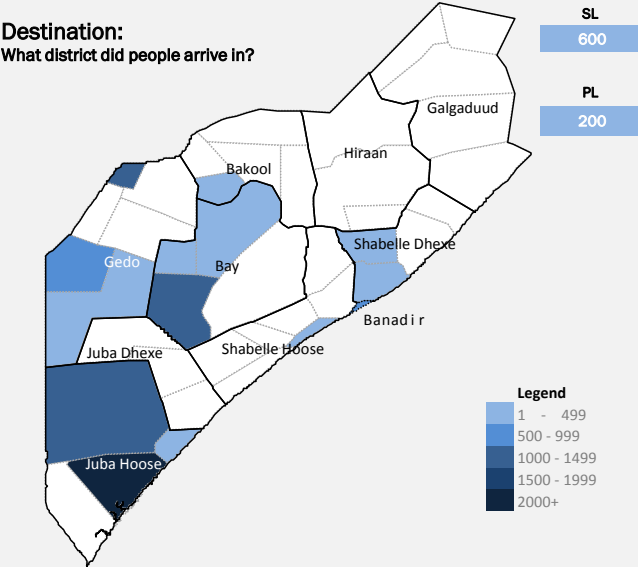 Destination:
What district did people arrive in?
SL
600
PL
200
Galgaduud
Hiraan
Bakool
Shabelle Dhexe
Gedo
Bay
Banadir
Shabelle Hoose
Juba Dhexe
Juba Hoose
Legend
1 - 499
500 - 999
1000 - 1499
1500 - 1999
2000+